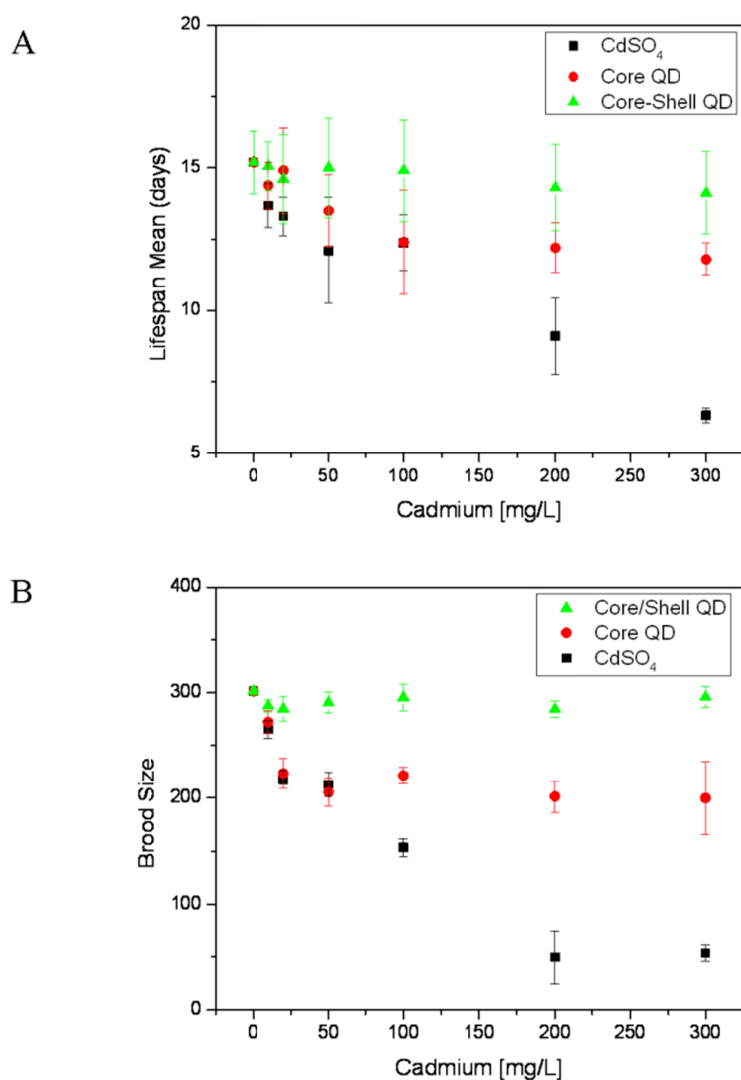 A
20
15
10
5
Lifespan Mean (days)
CdSO₄
Core QD
Core-Shell QD
0 50 100 150 200 250 300
Cadmium [mg/L]
B
400
300
200
100
0
Brood Size
Core/Shell QD
Core QD
CdSO₄
0 50 100 150 200 250 300
Cadmium [mg/L]